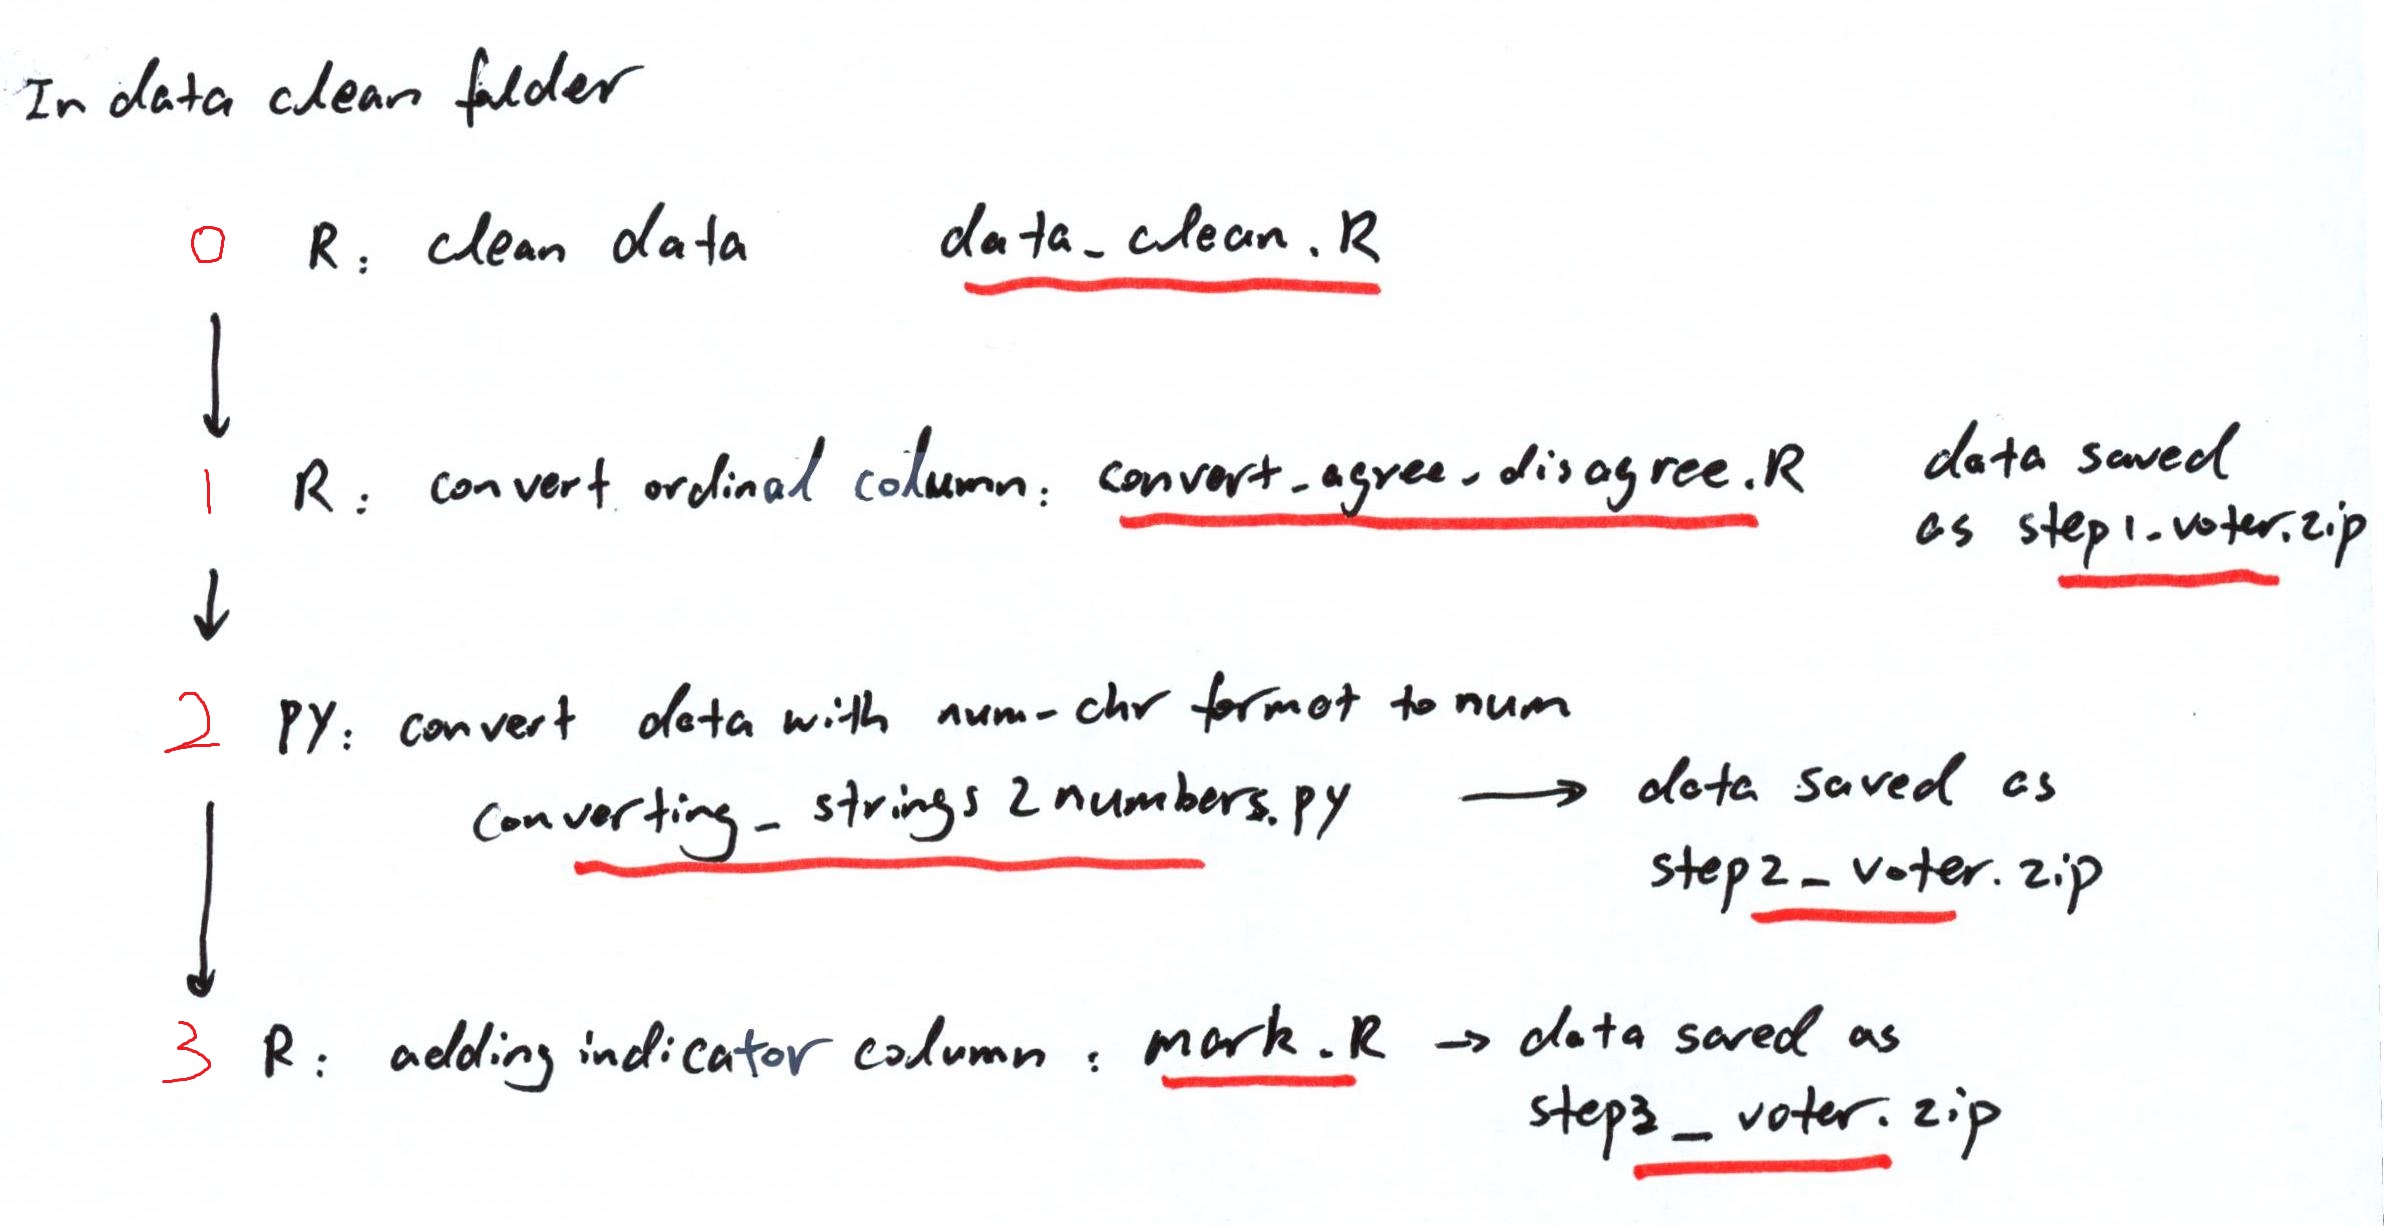 In data clean folder
0 R: clean data data_clean.R
1 R: convert ordinal column: convert_agree_disagree.R data saved
as step1_voter.zip
2 PY: convert data with num-chr format to num
converting_strings2numbers.py → data saved as
step2_voter.zip
3 R: adding indicator column: mark.R → data saved as
step3_voter.zip